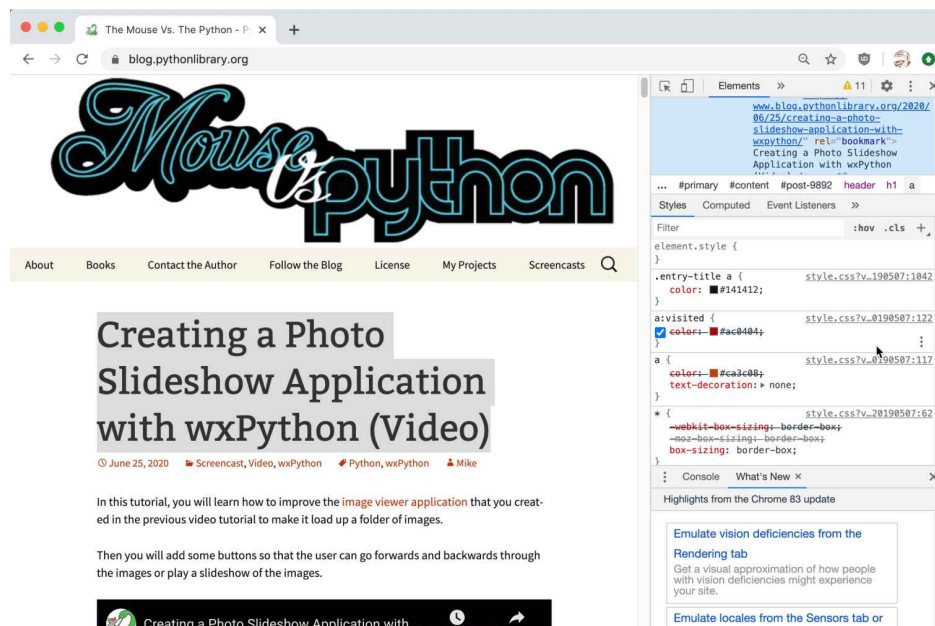 The Mouse Vs. The Python - P
blog.pythonlibrary.org
Mouse
Vs
python
About Books Contact the Author Follow the Blog License My Projects Screencasts
Creating a Photo
Slideshow Application
with wxPython (Video)
June 25, 2020 Screencast, Video, wxPython Python, wxPython Mike
In this tutorial, you will learn how to improve the image viewer application that you creat-
ed in the previous video tutorial to make it load up a folder of images.
Then you will add some buttons so that the user can go forwards and backwards through
the images or play a slideshow of the images.
Creating a Photo Slideshow Application with
Elements » 11
www.blog.pythonlibrary.org/2020/
06/25/creating-a-photo-
slideshow-application-with-
wxpython/" rel="bookmark">
Creating a Photo Slideshow
Application with wxPython
... #primary #content #post-9892 header h1 a
Styles Computed Event Listeners »
Filter :hov .cls +
element.style {
}
.entry-title a { style.css?v…190507:1042
color: #141412;
}
a:visited { style.css?v…0190507:122
color: #ac0404;
}
a { style.css?v…0190507:117
color: #ca3c08;
text-decoration: none;
}
* { style.css?v…20190507:62
-webkit-box-sizing: border-box;
-moz-box-sizing: border-box;
box-sizing: border-box;
}
Console What's New ×
Highlights from the Chrome 83 update
Emulate vision deficiencies from the
Rendering tab
Get a visual approximation of how people
with vision deficiencies might experience
your site.
Emulate locales from the Sensors tab or